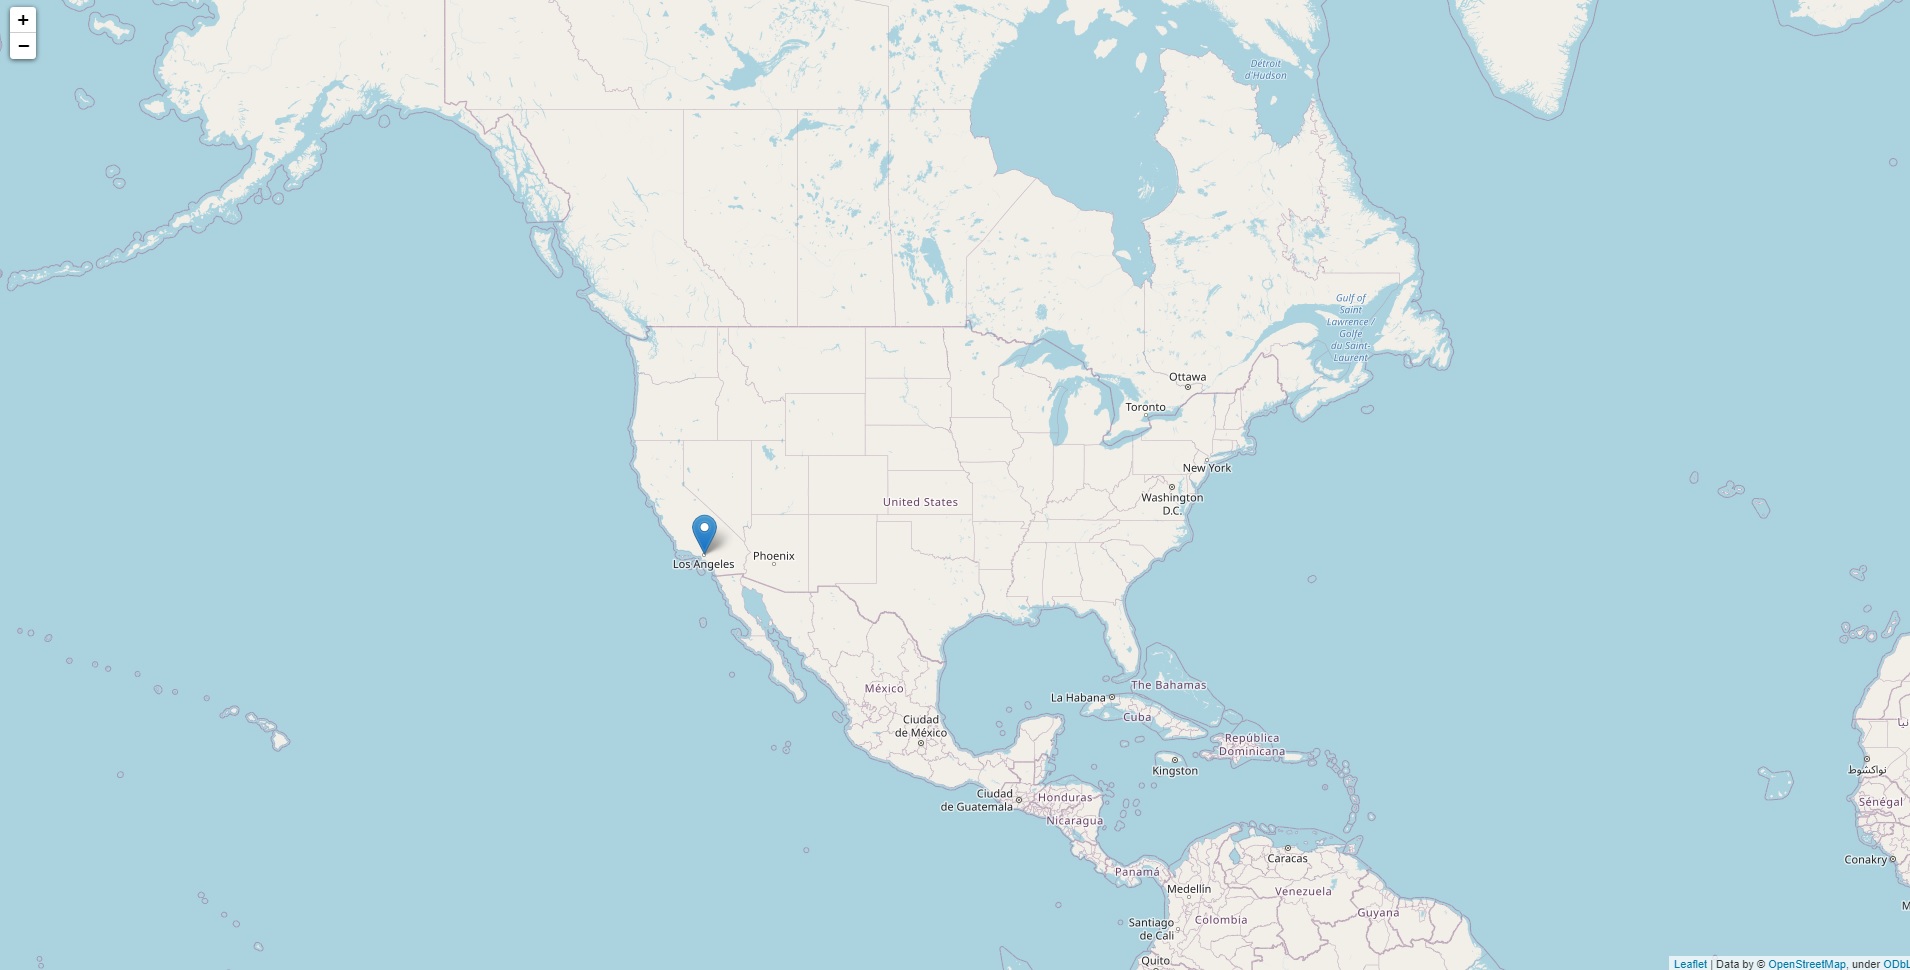 +
−
Détroit
d'Hudson
Gulf of
Saint
Lawrence /
Golfe
du Saint-
Laurent
Ottawa
Toronto
New York
Washington
D.C.
United States
Phoenix
Los Angeles
México
Ciudad
de México
La Habana
The Bahamas
Cuba
República
Dominicana
Kingston
Ciudad
de Guatemala
Honduras
Nicaragua
نواكشوط
Sénégal
Conakry
Caracas
Panamá
Medellín
Venezuela
Guyana
Colombia
Santiago
de Cali
Quito
Leaflet | Data by © OpenStreetMap, under ODbL